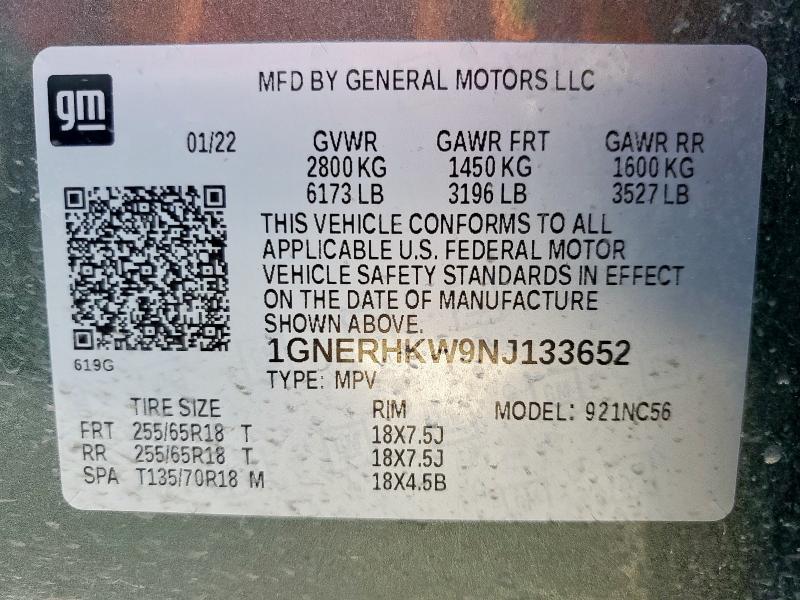 gm
MFD BY GENERAL MOTORS LLC
01/22 GVWR GAWR FRT GAWR RR
2800 KG 1450 KG 1600 KG
6173 LB 3196 LB 3527 LB
THIS VEHICLE CONFORMS TO ALL
APPLICABLE U.S. FEDERAL MOTOR
VEHICLE SAFETY STANDARDS IN EFFECT
ON THE DATE OF MANUFACTURE
SHOWN ABOVE.
619G
1GNERHKW9NJ133652
TYPE: MPV
TIRE SIZE RIM MODEL: 921NC56
FRT 255/65R18 T 18X7.5J
RR 255/65R18 T 18X7.5J
SPA T135/70R18 M 18X4.5B